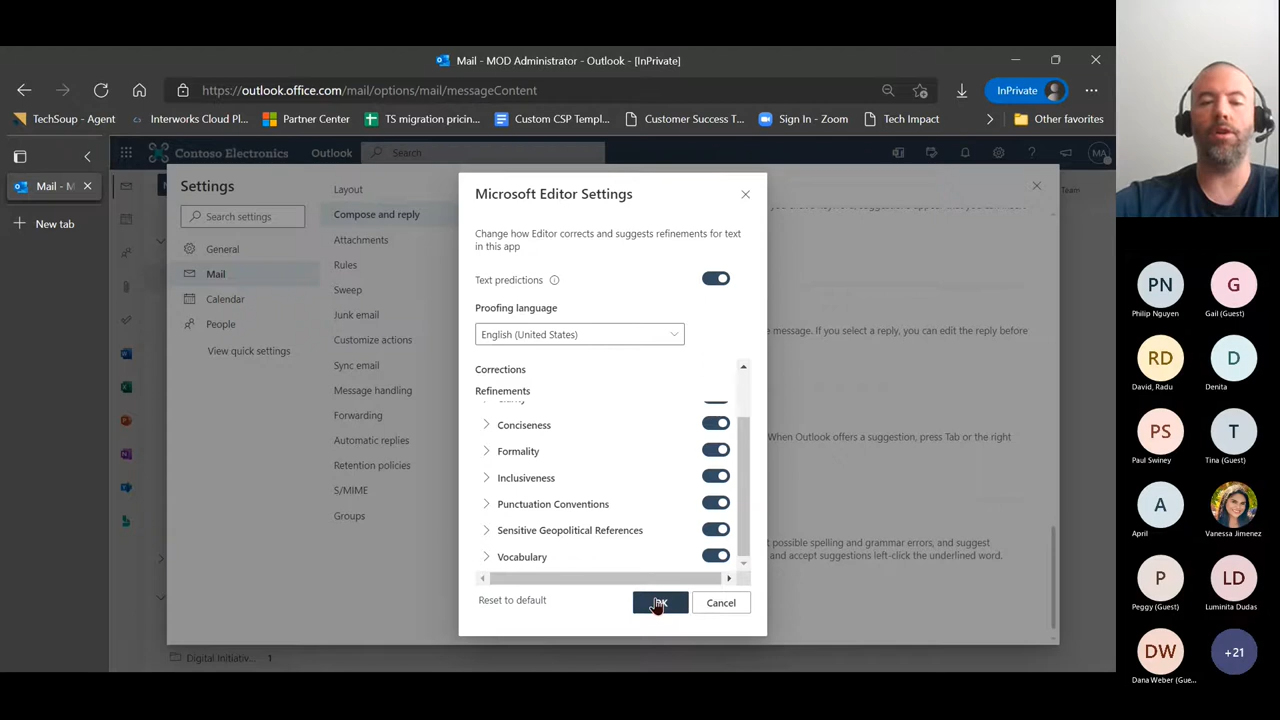 Mail - MOD Administrator - Outlook - [InPrivate]
https://outlook.office.com/mail/options/mail/messageContent
InPrivate
TechSoup - Agent
Interworks Cloud Pl...
Partner Center
TS migration pricin...
Custom CSP Templ...
Customer Success T...
Sign In - Zoom
Tech Impact
Other favorites
Contoso Electronics
Outlook
Search
MA
Mail - M
New tab
Team
Settings
Search settings
General
Mail
Calendar
People
View quick settings
Layout
Compose and reply
Attachments
Rules
Sweep
Junk email
Customize actions
Sync email
Message handling
Forwarding
Automatic replies
Retention policies
S/MIME
Groups
Microsoft Editor Settings
Change how Editor corrects and suggests refinements for text
in this app
Text predictions
Proofing language
English (United States)
Corrections
Refinements
Conciseness
Formality
Inclusiveness
Punctuation Conventions
Sensitive Geopolitical References
Vocabulary
Reset to default
Cancel
e message. If you select a reply, you can edit the reply before
When Outlook offers a suggestion, press Tab or the right
possible spelling and grammar errors, and suggest
and accept suggestions left-click the underlined word.
Digital Initiativ... 1
PN
Philip Nguyen
G
Gail (Guest)
RD
David, Radu
D
Denita
PS
Paul Swiney
T
Tina (Guest)
A
April
Vanessa Jimenez
P
Peggy (Guest)
LD
Luminita Dudas
DW
Dana Weber (Gue...
+21